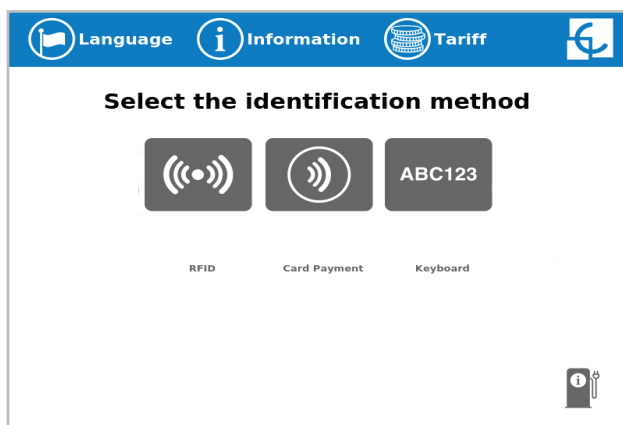 Language Information Tariff
Select the identification method
ABC123
RFID Card Payment Keyboard